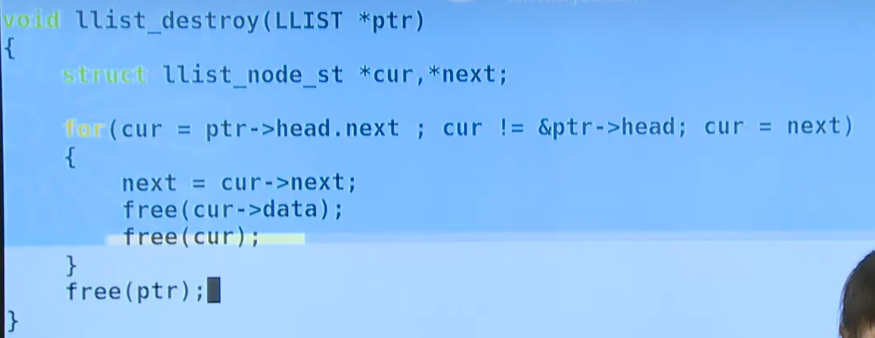 void llist_destroy(LLIST *ptr)
{
struct llist_node_st *cur,*next;
for(cur = ptr->head.next ; cur != &ptr->head; cur = next)
{
next = cur->next;
free(cur->data);
free(cur);
}
free(ptr);
}